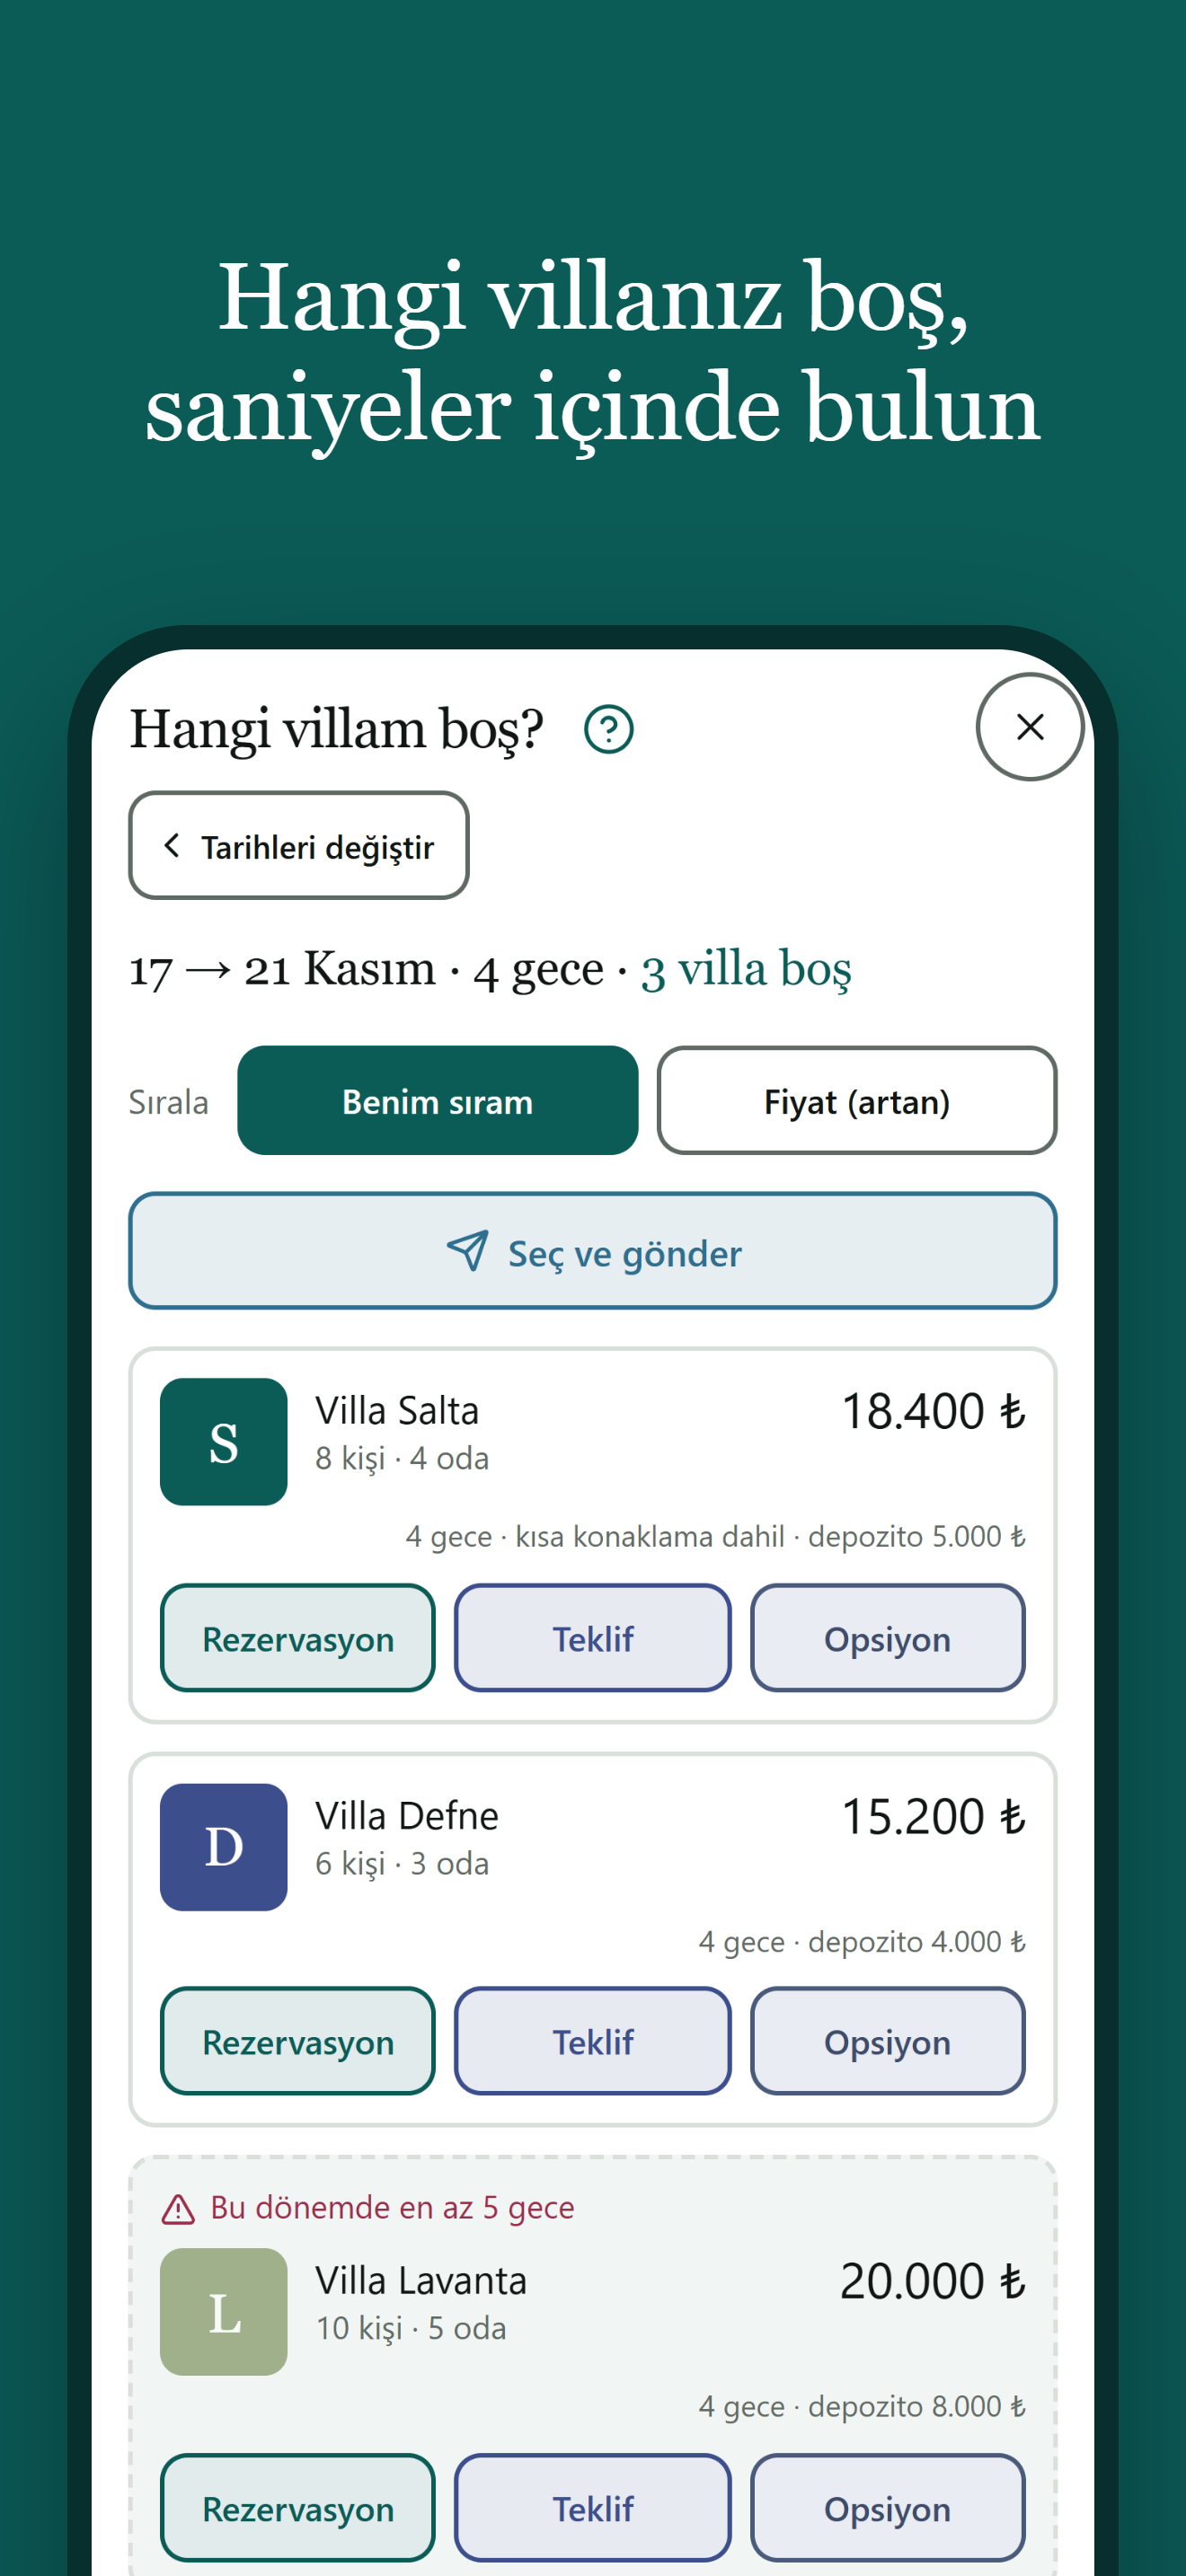 Hangi villanız boş,
saniyeler içinde bulun
Hangi villam boş?
Tarihleri değiştir
17 → 21 Kasım · 4 gece · 3 villa boş
Sırala Benim sıram Fiyat (artan)
Seç ve gönder
S Villa Salta 18.400 ₺
8 kişi · 4 oda
4 gece · kısa konaklama dahil · depozito 5.000 ₺
Rezervasyon Teklif Opsiyon
D Villa Defne 15.200 ₺
6 kişi · 3 oda
4 gece · depozito 4.000 ₺
Rezervasyon Teklif Opsiyon
Bu dönemde en az 5 gece
L Villa Lavanta 20.000 ₺
10 kişi · 5 oda
4 gece · depozito 8.000 ₺
Rezervasyon Teklif Opsiyon